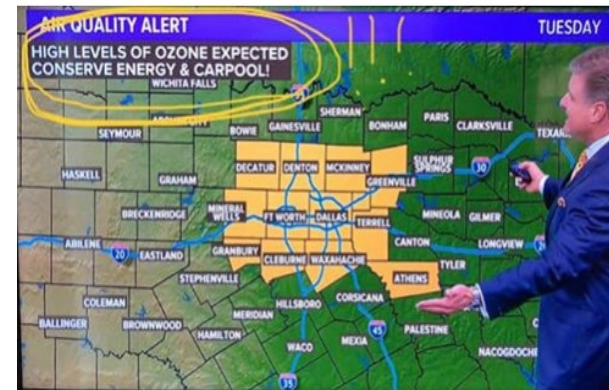 AIR QUALITY ALERT
TUESDAY
HIGH LEVELS OF OZONE EXPECTED
CONSERVE ENERGY & CARPOOL!
WICHITA FALLS
SHERMAN
PARIS
CLARKSVILLE
SEYMOUR
BOWIE
GAINESVILLE
BONHAM
HASKELL
GRAHAM
DECATUR
DENTON
MCKINNEY
GREENVILLE
SULPHUR
SPRINGS
30
BRECKENRIDGE
MINERAL
WELLS
FT WORTH
DALLAS
TERRELL
MINEOLA
GILMER
ABILENE
20
EASTLAND
GRANBURY
CLEBURNE
WAXAHACHIE
CANTON
LONGVIEW
TYLER
ATHENS
STEPHENVILLE
COLEMAN
MERIDIAN
HILLSBORO
CORSICANA
BALLINGER
BROWNWOOD
HAMILTON
45
PALESTINE
WACO
MEXIA
35